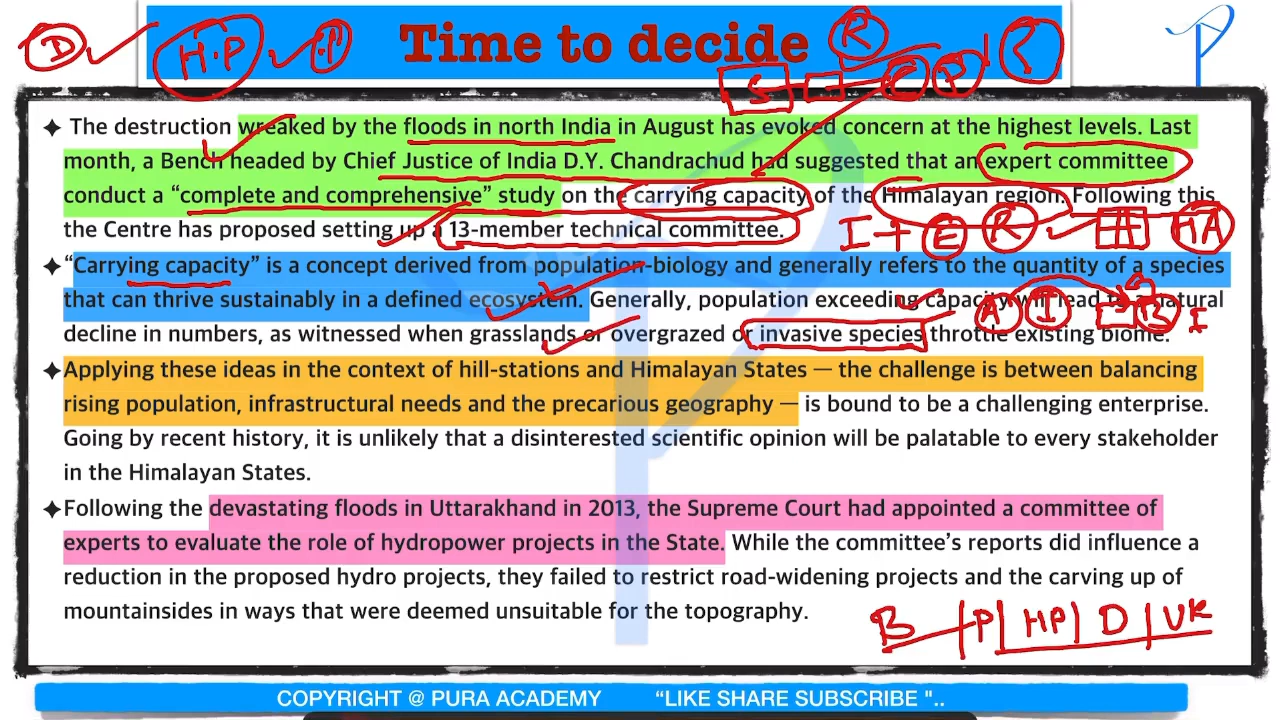 D H.P P Time to decide R
S C P
✦ The destruction wreaked by the floods in north India in August has evoked concern at the highest levels. Last
month, a Bench headed by Chief Justice of India D.Y. Chandrachud had suggested that an expert committee
conduct a “complete and comprehensive” study on the carrying capacity of the Himalayan region. Following this,
the Centre has proposed setting up a 13-member technical committee.
I + E R HA
✦ “Carrying capacity” is a concept derived from population-biology and generally refers to the quantity of a species
that can thrive sustainably in a defined ecosystem. Generally, population exceeding capacity will lead to a natural
A I B I
decline in numbers, as witnessed when grasslands or overgrazed or invasive species throttle existing biome.
✦ Applying these ideas in the context of hill-stations and Himalayan States — the challenge is between balancing
rising population, infrastructural needs and the precarious geography — is bound to be a challenging enterprise.
Going by recent history, it is unlikely that a disinterested scientific opinion will be palatable to every stakeholder
in the Himalayan States.
✦ Following the devastating floods in Uttarakhand in 2013, the Supreme Court had appointed a committee of
experts to evaluate the role of hydropower projects in the State. While the committee’s reports did influence a
reduction in the proposed hydro projects, they failed to restrict road-widening projects and the carving up of
mountainsides in ways that were deemed unsuitable for the topography.
B | P | HP | D | UK
COPYRIGHT @ PURA ACADEMY “LIKE SHARE SUBSCRIBE "..